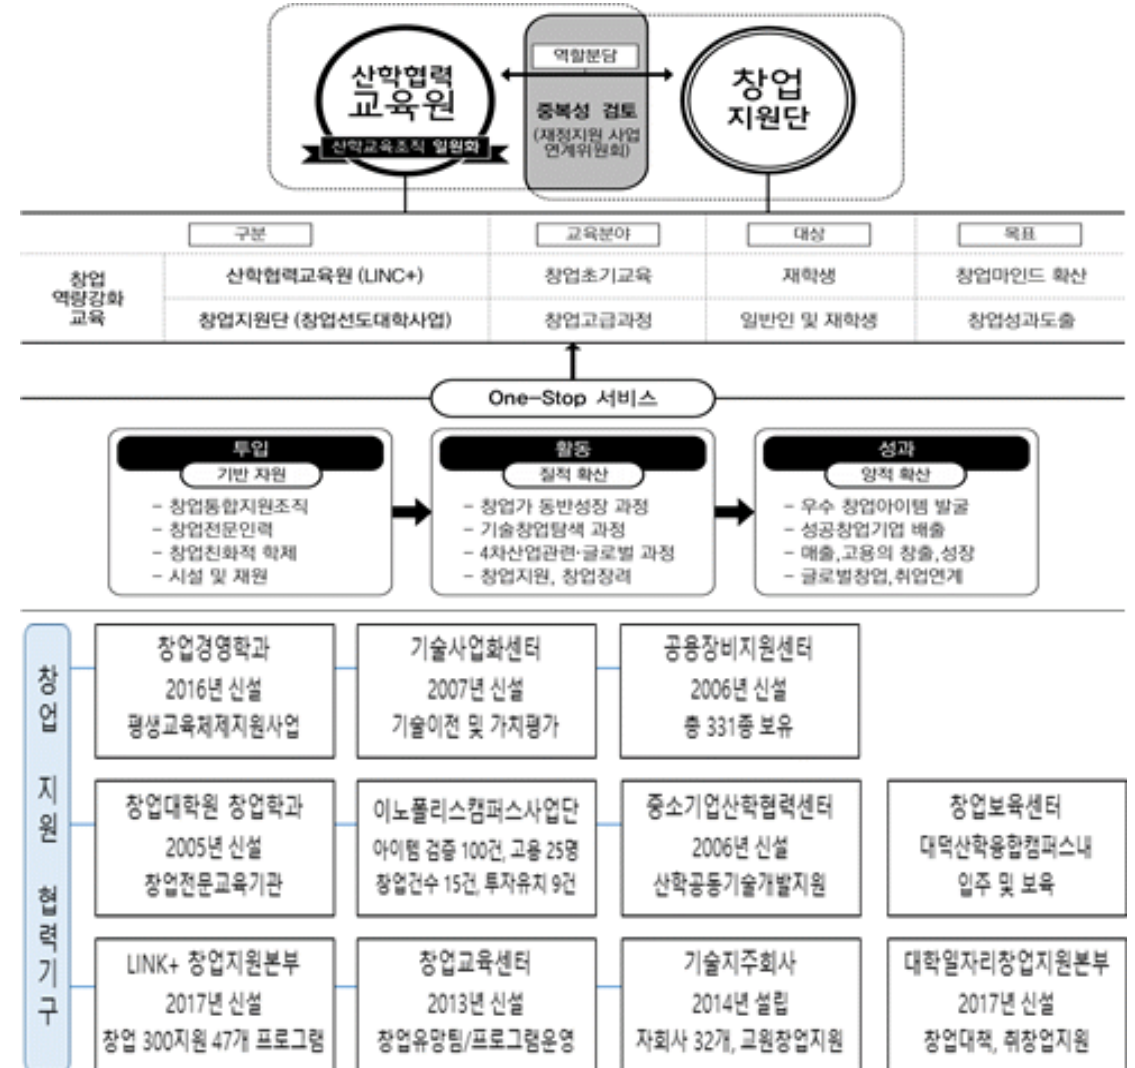 산학협력
교육원
산학교육조직 일원화
역할분담
중복성 검토
(재정지원 사업
연계위원회)
창업
지원단
구분
교육분야
대상
목표
창업
역량강화
교육
산학협력교육원 (LINC+)
창업초기교육
재학생
창업마인드 확산
창업지원단 (창업선도대학사업)
창업고급과정
일반인 및 재학생
창업성과도출
One-Stop 서비스
투입
기반 자원
- 창업통합지원조직
- 창업전문인력
- 창업친화적 학제
- 시설 및 재원
활동
질적 확산
- 창업가 동반성장 과정
- 기술창업탐색 과정
- 4차산업관련·글로벌 과정
- 창업지원, 창업장려
성과
양적 확산
- 우수 창업아이템 발굴
- 성공창업기업 배출
- 매출,고용의 창출,성장
- 글로벌창업,취업연계
창업 지원 협력기구
창업경영학과
2016년 신설
평생교육체제지원사업
기술사업화센터
2007년 신설
기술이전 및 가치평가
공용장비지원센터
2006년 신설
총 331종 보유
창업대학원 창업학과
2005년 신설
창업전문교육기관
이노폴리스캠퍼스사업단
아이템 검증 100건, 고용 25명
창업건수 15건, 투자유치 9건
중소기업산학협력센터
2006년 신설
산학공동기술개발지원
창업보육센터
대덕산학융합캠퍼스내
입주 및 보육
LINK+ 창업지원본부
2017년 신설
창업 300지원 47개 프로그램
창업교육센터
2013년 신설
창업유망팀/프로그램운영
기술지주회사
2014년 설립
자회사 32개, 교원창업지원
대학일자리창업지원본부
2017년 신설
창업대책, 취창업지원